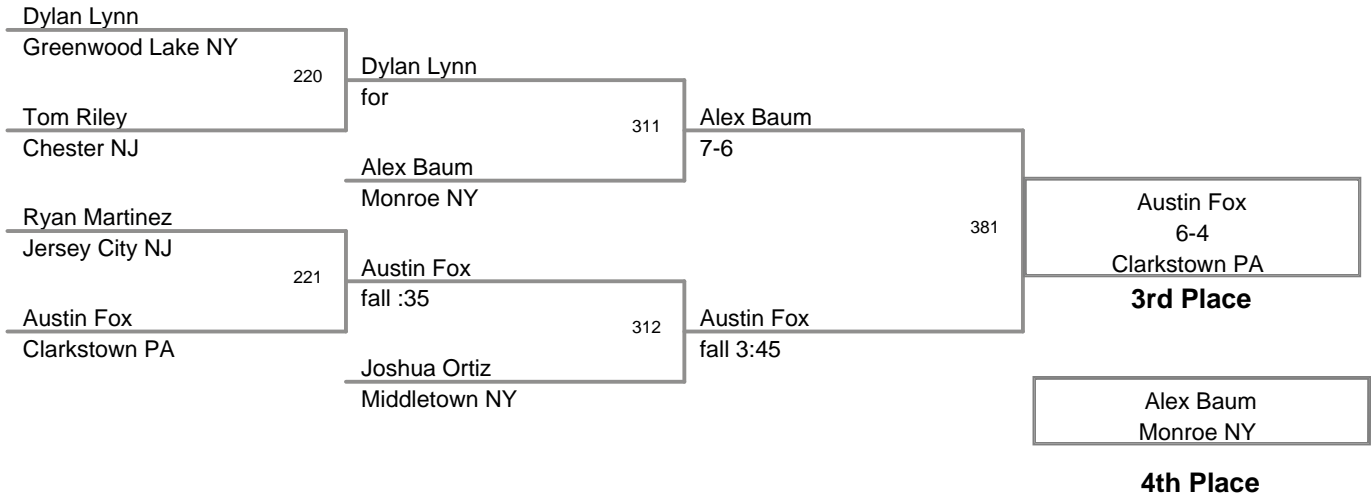 Dylan Lynn
Greenwood Lake NY
220
Dylan Lynn
for
Tom Riley
Chester NJ
311
Alex Baum
7-6
Alex Baum
Monroe NY
Ryan Martinez
Jersey City NJ
381
Austin Fox
6-4
Clarkstown PA
3rd Place
221
Austin Fox
fall :35
Austin Fox
Clarkstown PA
312
Austin Fox
fall 3:45
Joshua Ortiz
Middletown NY
Alex Baum
Monroe NY
4th Place